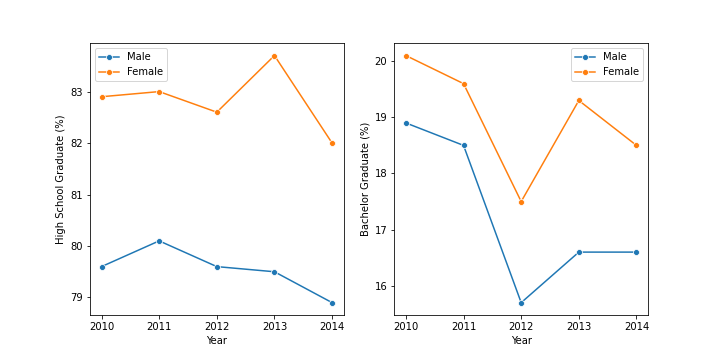 High School Graduate (%)
83
82
81
80
79
Male
Female
2010 2011 2012 2013 2014
Year
Bachelor Graduate (%)
20
19
18
17
16
Male
Female
2010 2011 2012 2013 2014
Year